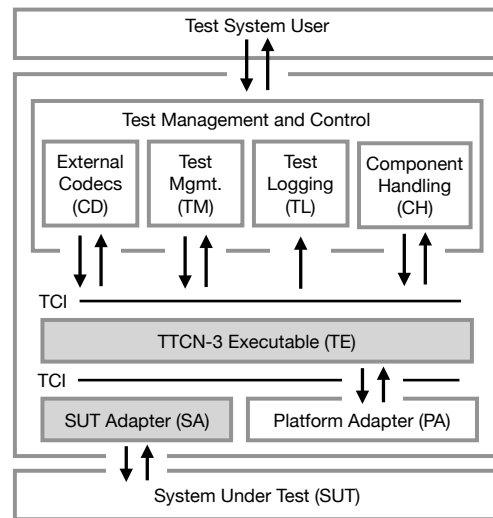 Test System User
Test Management and Control
External
Codecs
(CD)
Test
Mgmt.
(TM)
Test
Logging
(TL)
Component
Handling
(CH)
TCI
TTCN-3 Executable (TE)
TCI
SUT Adapter (SA)
Platform Adapter (PA)
System Under Test (SUT)